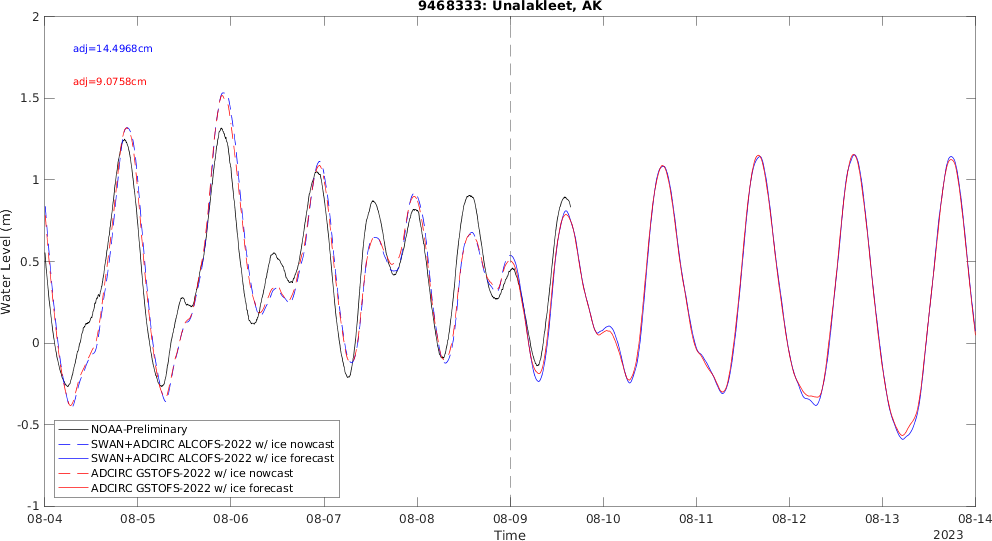 9468333: Unalakleet, AK
2
adj=14.4968cm
adj=9.0758cm
1.5
1
0.5
0
-0.5
-1
Water Level (m)
NOAA-Preliminary
SWAN+ADCIRC ALCOFS-2022 w/ ice nowcast
SWAN+ADCIRC ALCOFS-2022 w/ ice forecast
ADCIRC GSTOFS-2022 w/ ice nowcast
ADCIRC GSTOFS-2022 w/ ice forecast
08-04 08-05 08-06 08-07 08-08 08-09 08-10 08-11 08-12 08-13 08-14
Time
2023